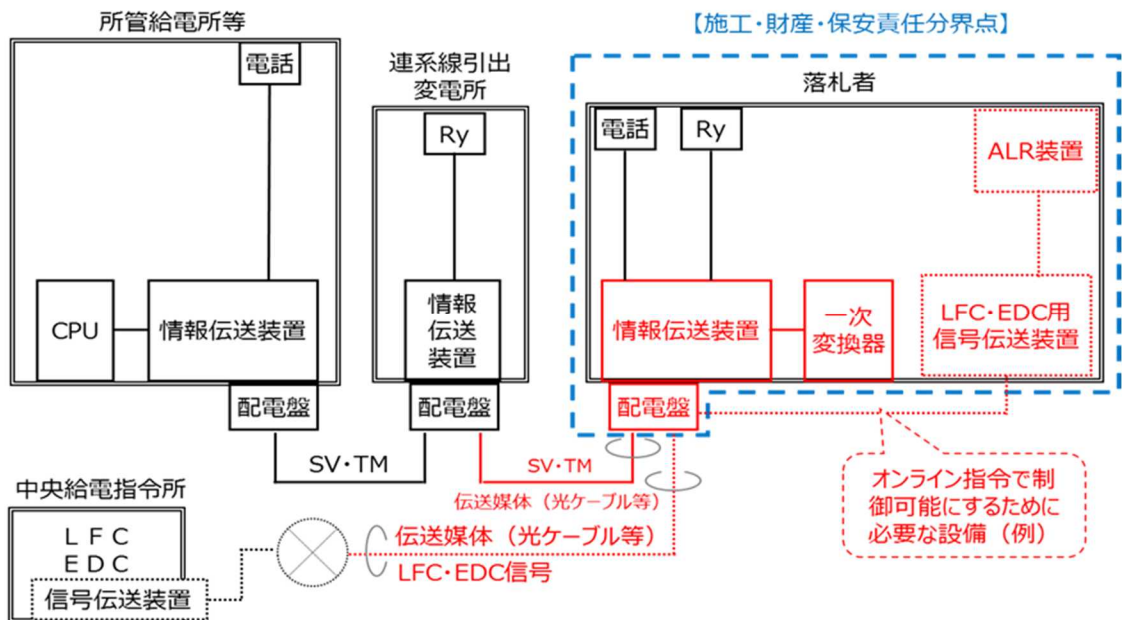 所管給電所等
電話
CPU
情報伝送装置
配電盤
連系線引出
変電所
Ry
情報
伝送
装置
配電盤
【施工・財産・保安責任分界点】
落札者
電話
Ry
ALR装置
情報伝送装置
一次
変換器
LFC・EDC用
信号伝送装置
配電盤
SV・TM
SV・TM
伝送媒体（光ケーブル等）
オンライン指令で制
御可能にするために
必要な設備（例）
中央給電指令所
ＬＦＣ
ＥＤＣ
信号伝送装置
伝送媒体（光ケーブル等）
LFC・EDC信号